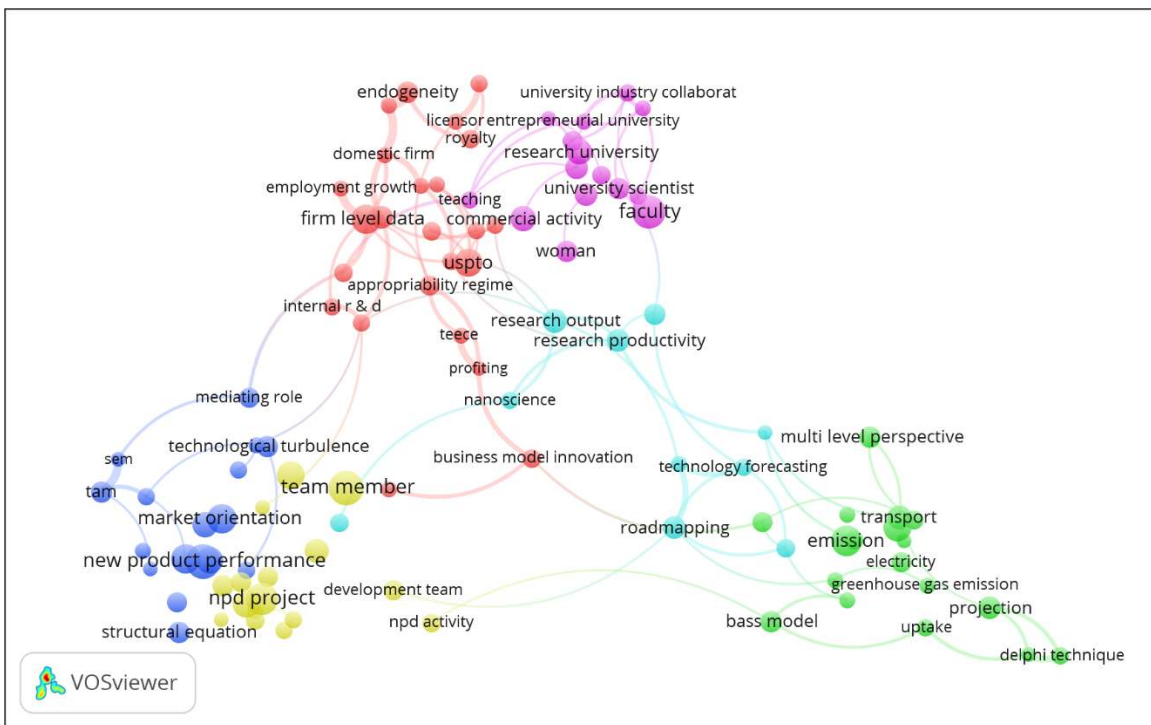 endogeneity
university industry collaborat
licensor
entrepreneurial university
royalty
domestic firm
research university
employment growth
teaching
university scientist
firm level data
commercial activity
faculty
woman
uspto
appropriability regime
internal r & d
research output
teece
research productivity
profiting
mediating role
nanoscience
technological turbulence
multi level perspective
sem
business model innovation
technology forecasting
tam
team member
market orientation
roadmapping
transport
emission
new product performance
electricity
development team
greenhouse gas emission
npd project
projection
npd activity
bass model
uptake
structural equation
delphi technique
VOSviewer